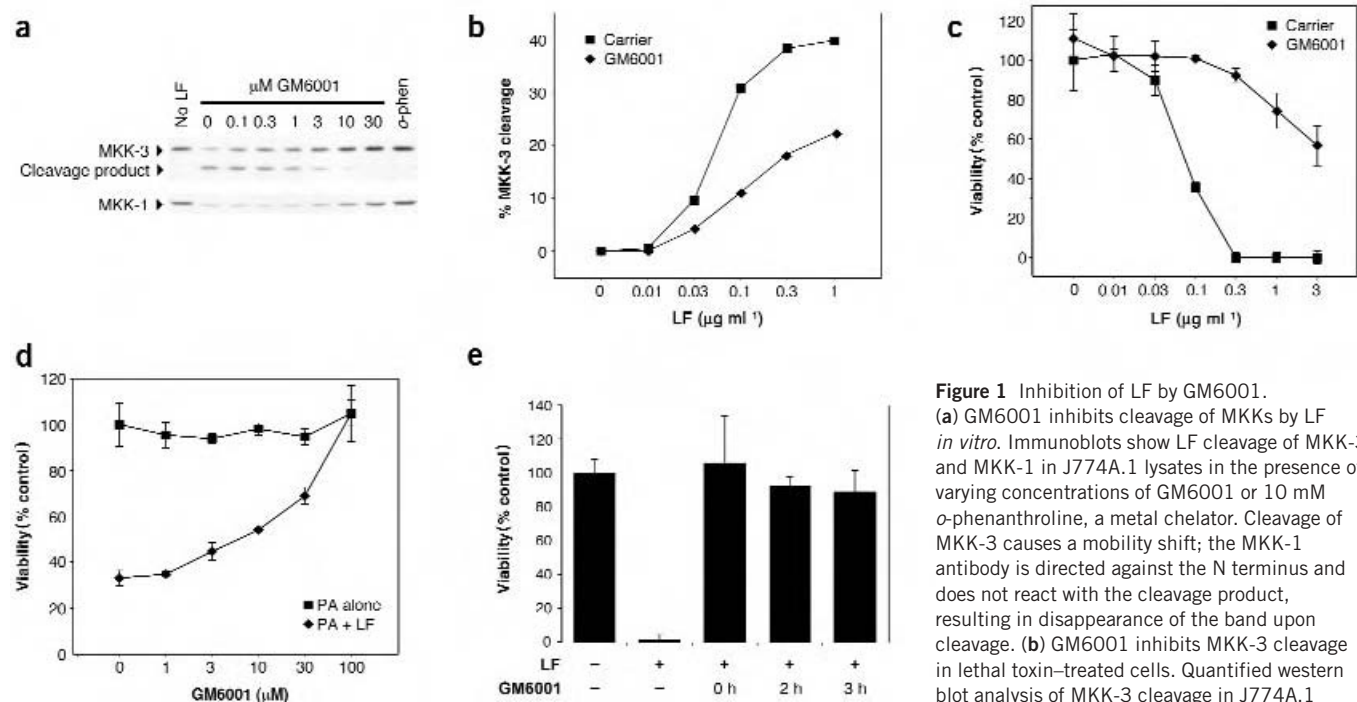 a
No LF
μM GM6001
0 0.1 0.3 1 3 10 30
o-phen
MKK-3
Cleavage product
MKK-1
b
Carrier
GM6001
% MKK-3 cleavage
40
30
20
10
0
0 0.01 0.03 0.1 0.3 1
LF (μg ml
c
Carrier
GM6001
Viability (% control)
120
100
80
60
40
20
0
0 0.01 0.03 0.1 0.3 1 3
LF (μg ml
d
Viability (% control)
120
100
80
60
40
20
0
PA alone
PA + LF
0 1 3 10 30 100
GM6001 (μM)
e
Viability (% control)
140
120
100
80
60
40
20
0
LF – + + + +
GM6001 – – 0 h 2 h 3 h
Figure 1 Inhibition of LF by GM6001.
(a) GM6001 inhibits cleavage of MKKs by LF
in vitro. Immunoblots show LF cleavage of MKK-3
and MKK-1 in J774A.1 lysates in the presence o
varying concentrations of GM6001 or 10 mM
o-phenanthroline, a metal chelator. Cleavage of
MKK-3 causes a mobility shift; the MKK-1
antibody is directed against the N terminus and
does not react with the cleavage product,
resulting in disappearance of the band upon
cleavage. (b) GM6001 inhibits MKK-3 cleavage
in lethal toxin–treated cells. Quantified western
blot analysis of MKK-3 cleavage in J774A.1